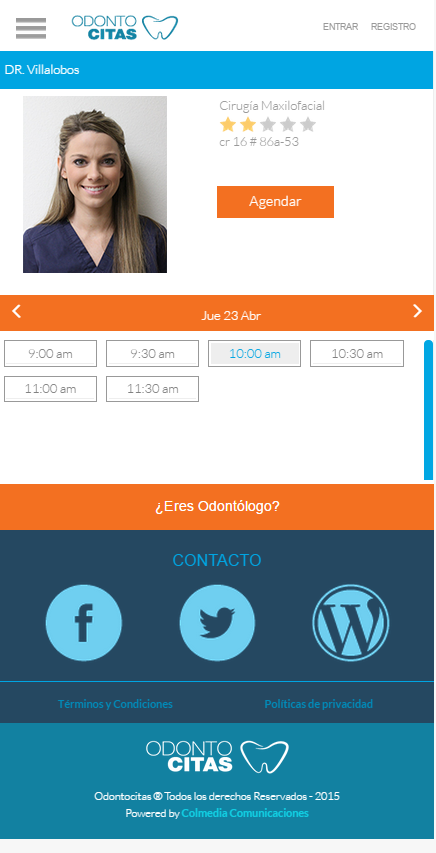 ODONTO
CITAS
ENTRAR REGISTRO
DR. Villalobos
Cirugía Maxilofacial
cr 16 # 86a-53
Agendar
Jue 23 Abr
9:00 am 9:30 am 10:00 am 10:30 am
11:00 am 11:30 am
¿Eres Odontólogo?
CONTACTO
Términos y Condiciones Políticas de privacidad
ODONTO
CITAS
Odontocitas ® Todos los derechos Reservados - 2015
Powered by Colmedia Comunicaciones